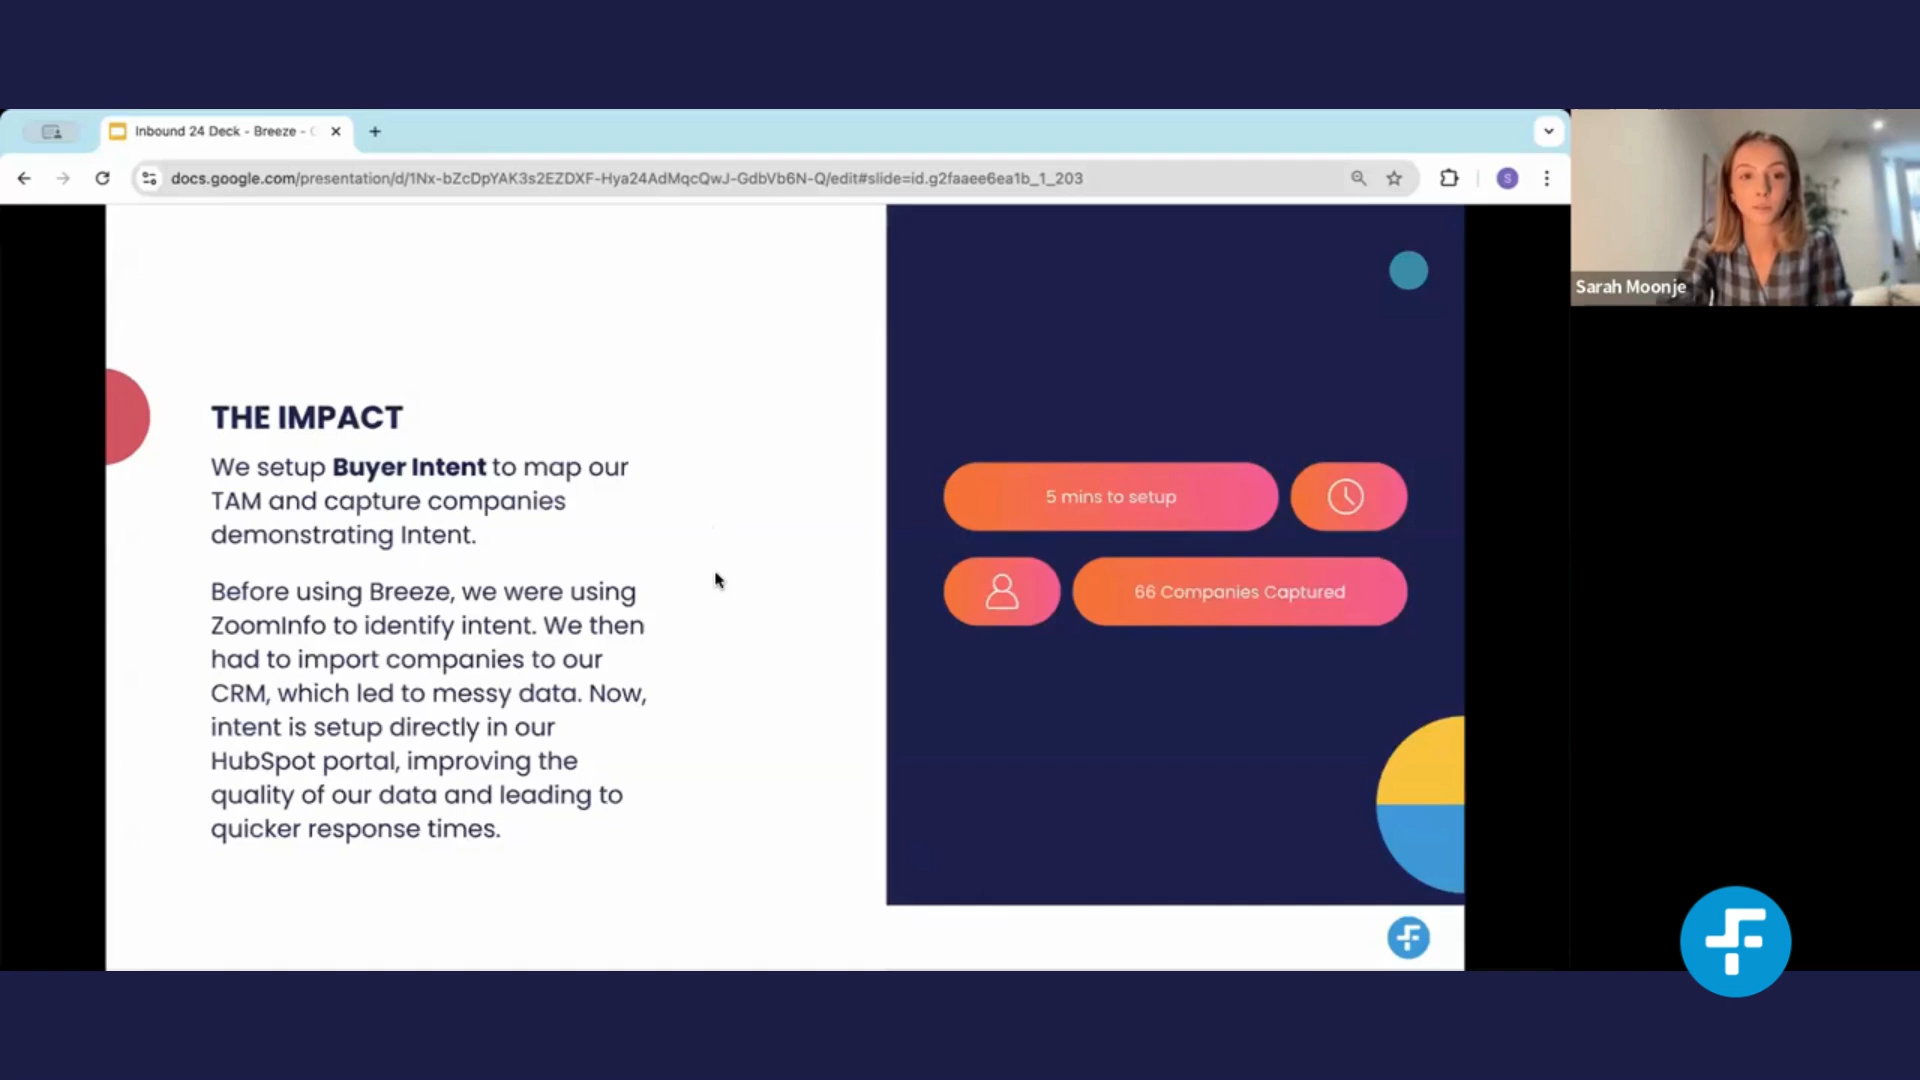 Inbound 24 Deck - Breeze -
docs.google.com/presentation/d/1Nx-bZcDpYAK3s2EZDXF-Hya24AdMqcQwJ-GdbVb6N-Q/edit#slide=id.g2faaee6ea1b_1_203
S
Sarah Moonje
THE IMPACT
We setup Buyer Intent to map our
TAM and capture companies
demonstrating Intent.
Before using Breeze, we were using
ZoomInfo to identify intent. We then
had to import companies to our
CRM, which led to messy data. Now,
intent is setup directly in our
HubSpot portal, improving the
quality of our data and leading to
quicker response times.
5 mins to setup
66 Companies Captured